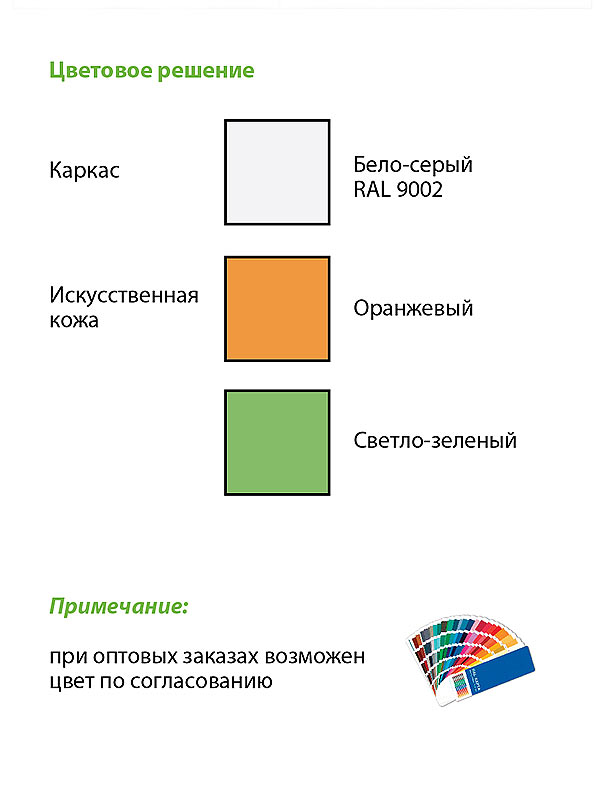 Цветовое решение
Каркас
Бело-серый
RAL 9002
Искусственная
кожа
Оранжевый
Светло-зеленый
Примечание:
при оптовых заказах возможен
цвет по согласованию